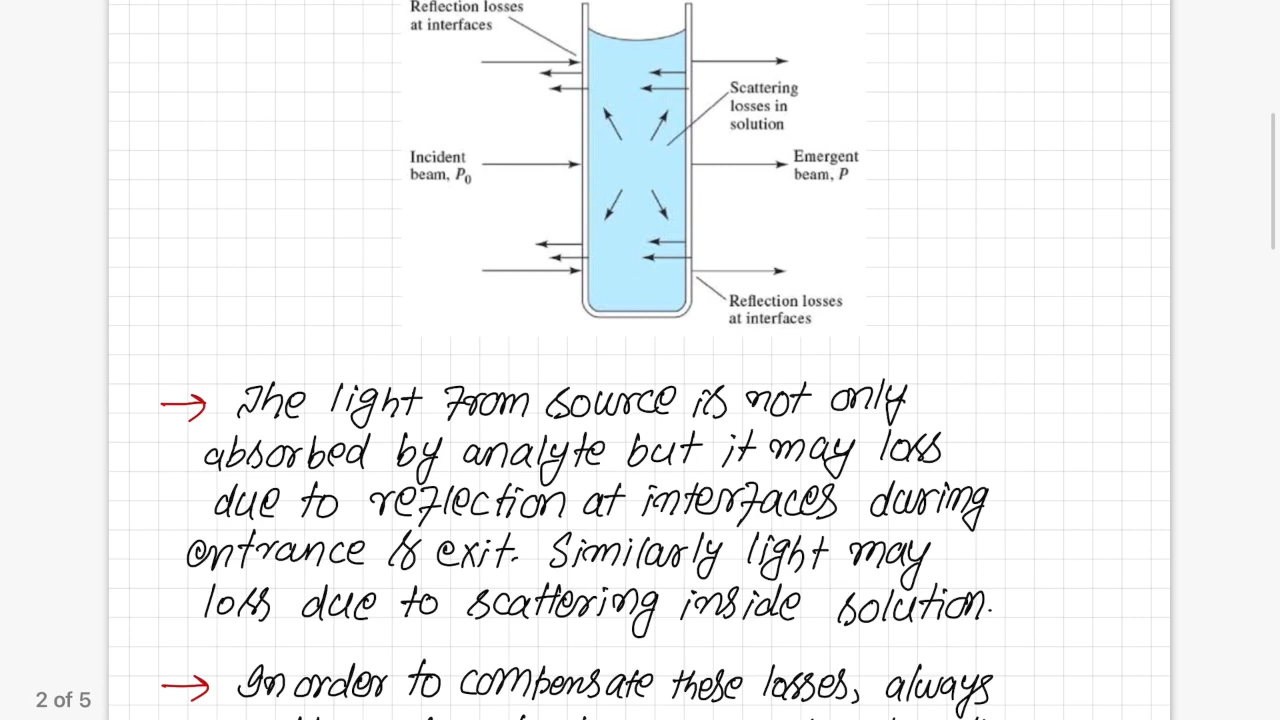 Reflection losses
at interfaces
Scattering
losses in
solution
Incident
beam, P0
Emergent
beam, P
Reflection losses
at interfaces
→ The light from source is not only
absorbed by analyte but it may loss
due to reflection at interfaces during
entrance & exit. Similarly light may
loss due to scattering inside solution.
→ In order to compensate these losses, always
2 of 5